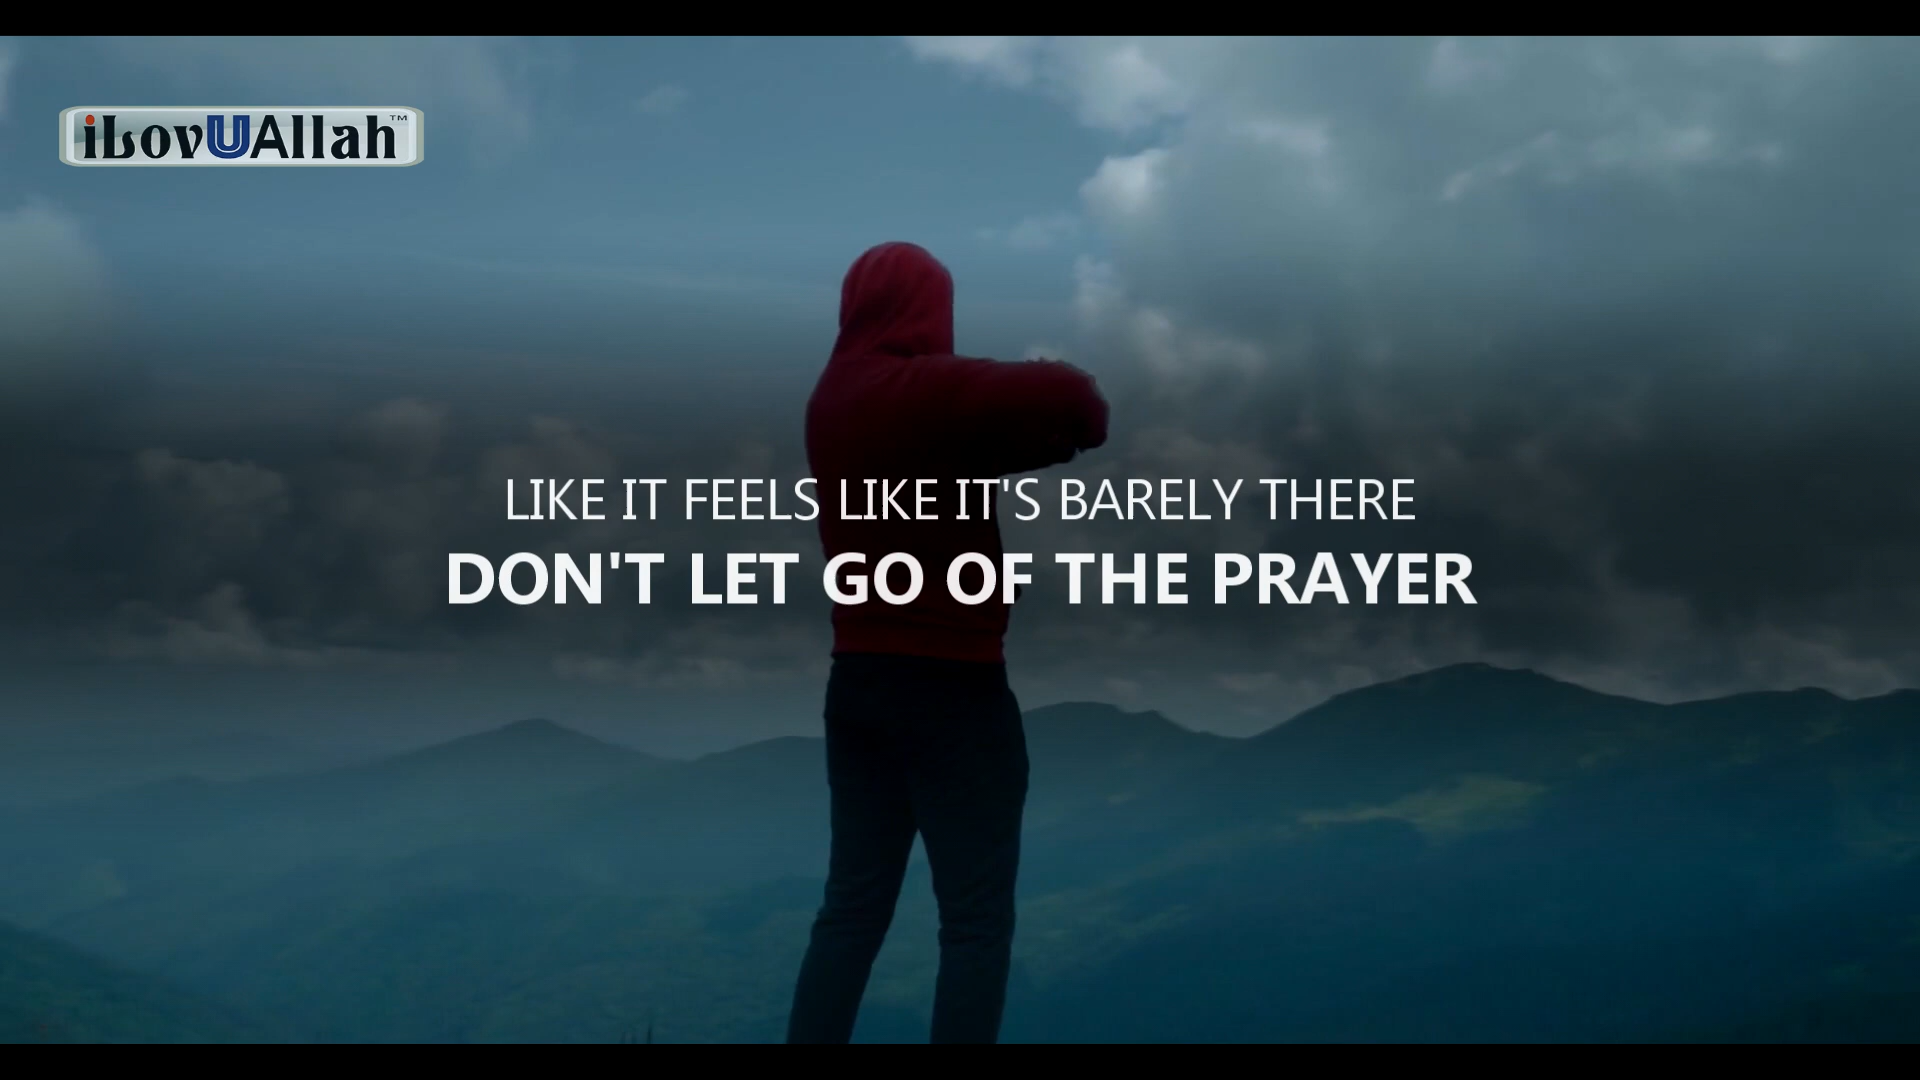 iLovUAllah™
LIKE IT FEELS LIKE IT'S BARELY THERE
DON'T LET GO OF THE PRAYER